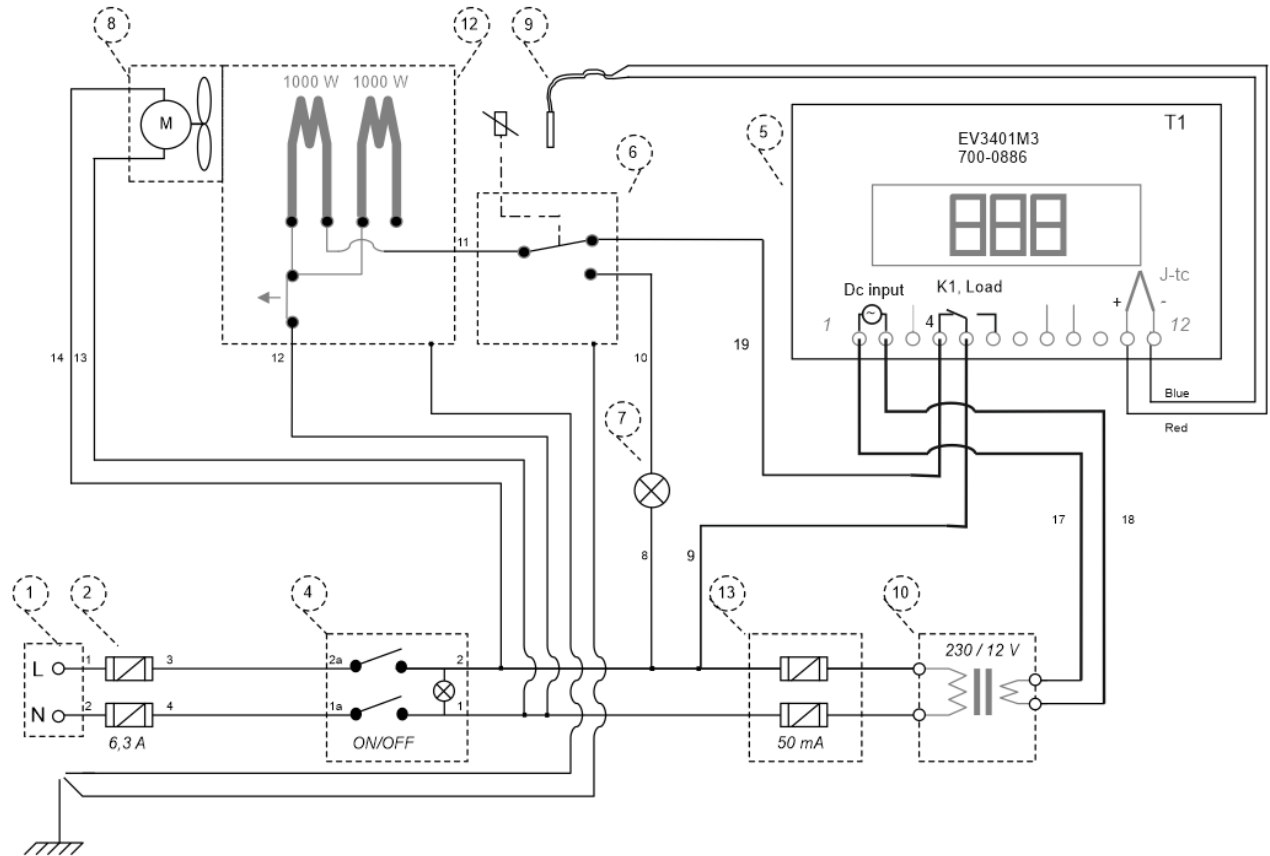 8
12
9
1000 W 1000 W
M
5
T1
EV3401M3
700-0886
6
888
J-tc
Dc input
K1, Load
+ -
1
4
12
11
14 13
12
10
19
Blue
Red
7
8
9
17
18
1
2
4
13
10
L
1
3
2a
2
230 / 12 V
N
2
4
1a
1
6,3 A
ON/OFF
50 mA
~